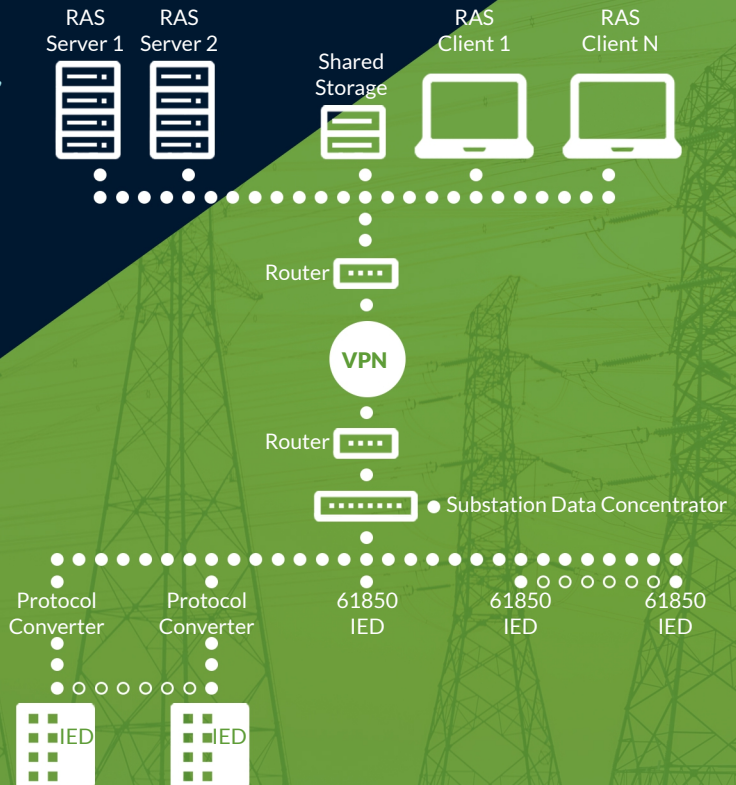 RAS
Server 1
RAS
Server 2
Shared
Storage
RAS
Client 1
RAS
Client N
Router
VPN
Router
Substation Data Concentrator
Protocol
Converter
Protocol
Converter
61850
IED
61850
IED
61850
IED
IED
IED